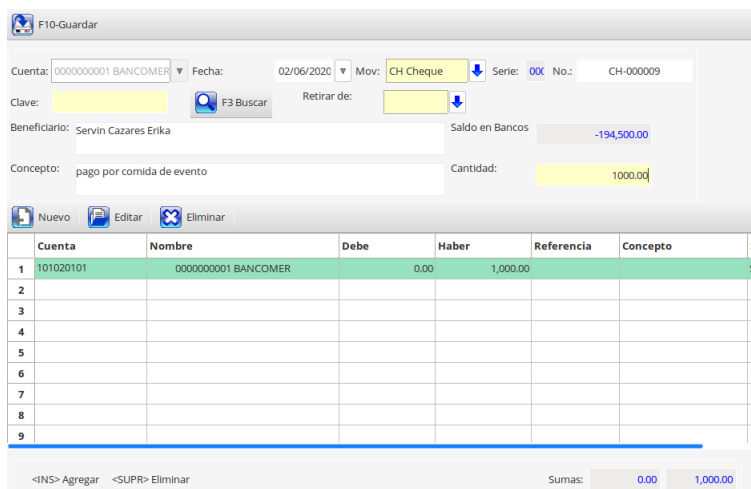 F10-Guardar
Cuenta: 0000000001 BANCOMER Fecha: 02/06/2020 Mov: CH Cheque Serie: 000 No.: CH-000009
Clave: F3 Buscar Retirar de:
Beneficiario: Servin Cazares Erika Saldo en Bancos -194,500.00
Concepto: pago por comida de evento Cantidad: 1000.00
Nuevo Editar Eliminar
Cuenta Nombre Debe Haber Referencia Concepto
1 101020101 0000000001 BANCOMER 0.00 1,000.00
2
3
4
5
6
7
8
9
<INS> Agregar <SUPR> Eliminar Sumas: 0.00 1,000.00